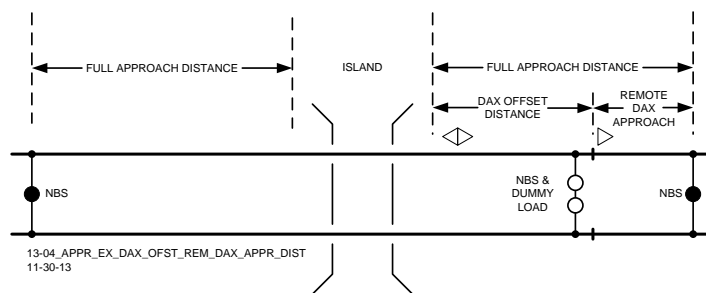 FULL APPROACH DISTANCE
ISLAND
FULL APPROACH DISTANCE
DAX OFFSET
DISTANCE
REMOTE
DAX
APPROACH
NBS
NBS &
DUMMY
LOAD
NBS
13-04_APPR_EX_DAX_OFST_REM_DAX_APPR_DIST
11-30-13